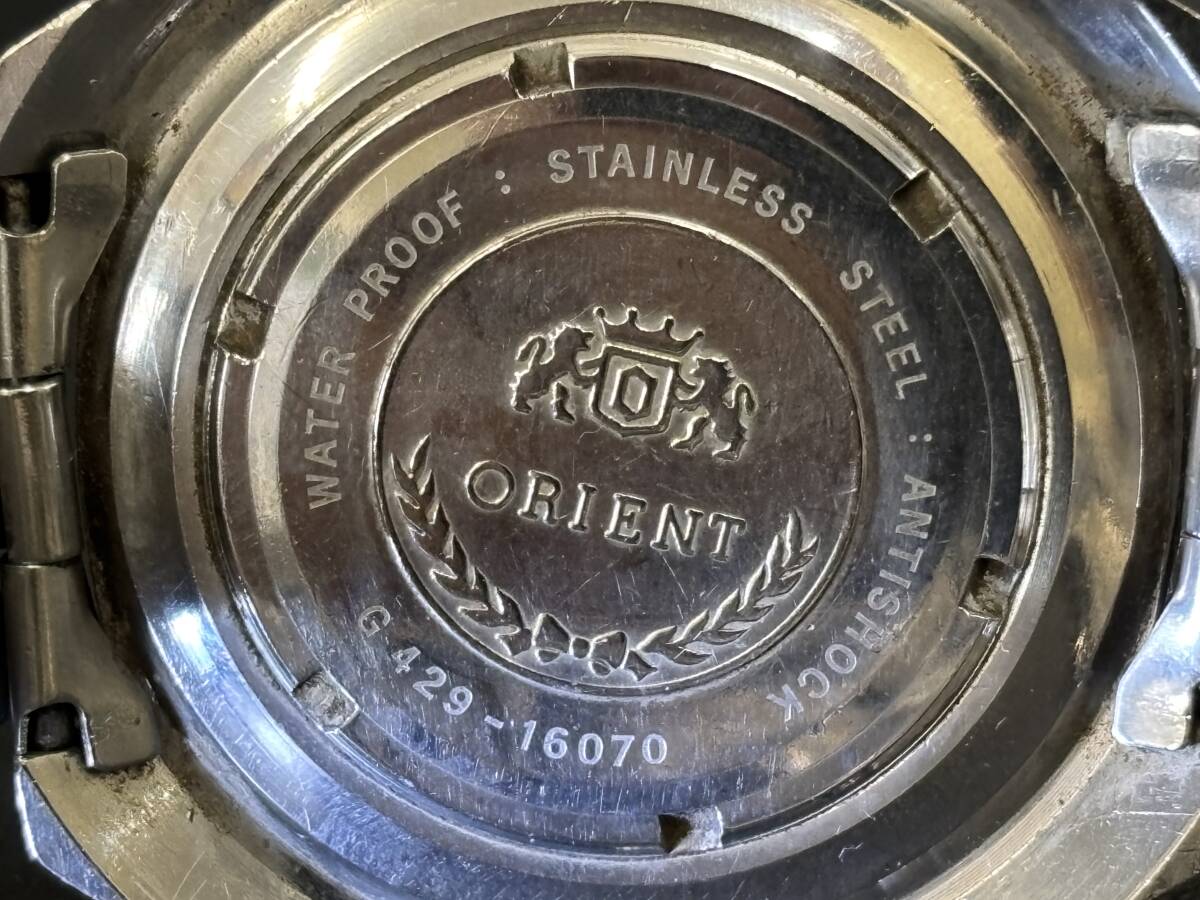 WATER PROOF : STAINLESS STEEL : ANTISHOCK
ORIENT
G 429-16070